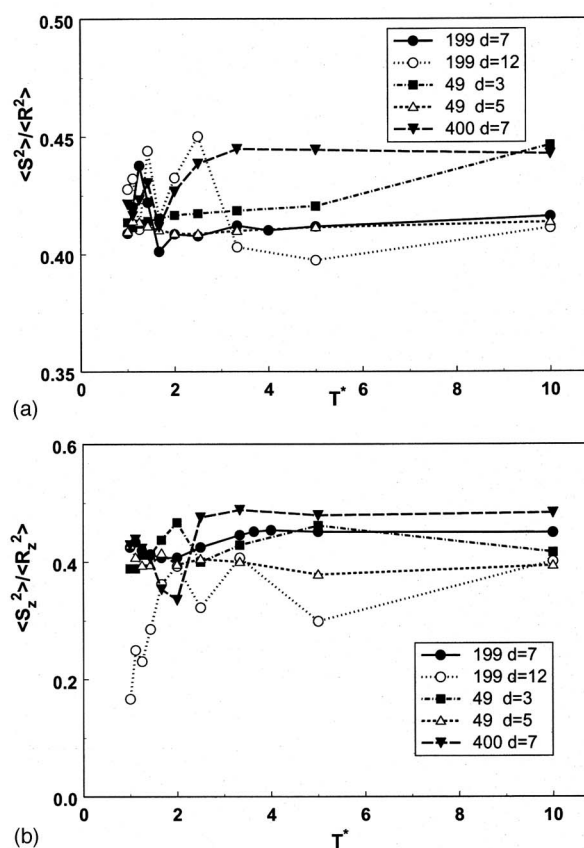 0.50
0.45
0.40
0.35
<S²>/<R²>
199 d=7
199 d=12
49 d=3
49 d=5
400 d=7
0 2 4 6 8 10
T*
(a)
0.6
0.4
0.2
0.0
<S_z²>/<R_z²>
199 d=7
199 d=12
49 d=3
49 d=5
400 d=7
0 2 4 6 8 10
T*
(b)